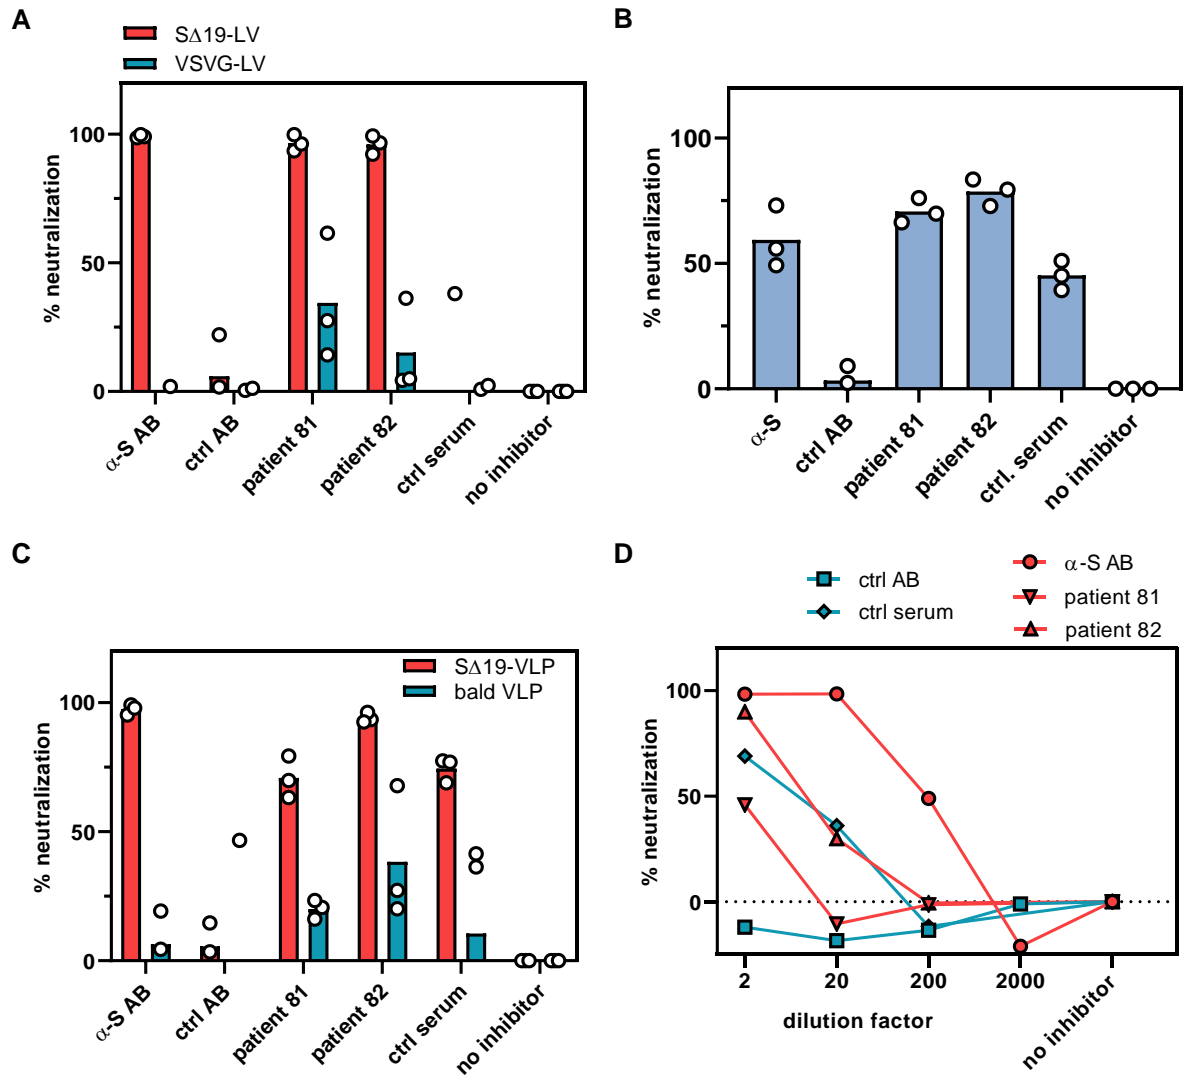 A
SΔ19-LV
VSVG-LV
% neutralization
100
50
0
α-S AB
ctrl AB
patient 81
patient 82
ctrl serum
no inhibitor
B
% neutralization
100
50
0
α-S
ctrl AB
patient 81
patient 82
ctrl. serum
no inhibitor
C
SΔ19-VLP
bald VLP
% neutralization
100
50
0
α-S AB
ctrl AB
patient 81
patient 82
ctrl serum
no inhibitor
D
ctrl AB
ctrl serum
α-S AB
patient 81
patient 82
% neutralization
100
50
0
2
20
200
2000
no inhibitor
dilution factor